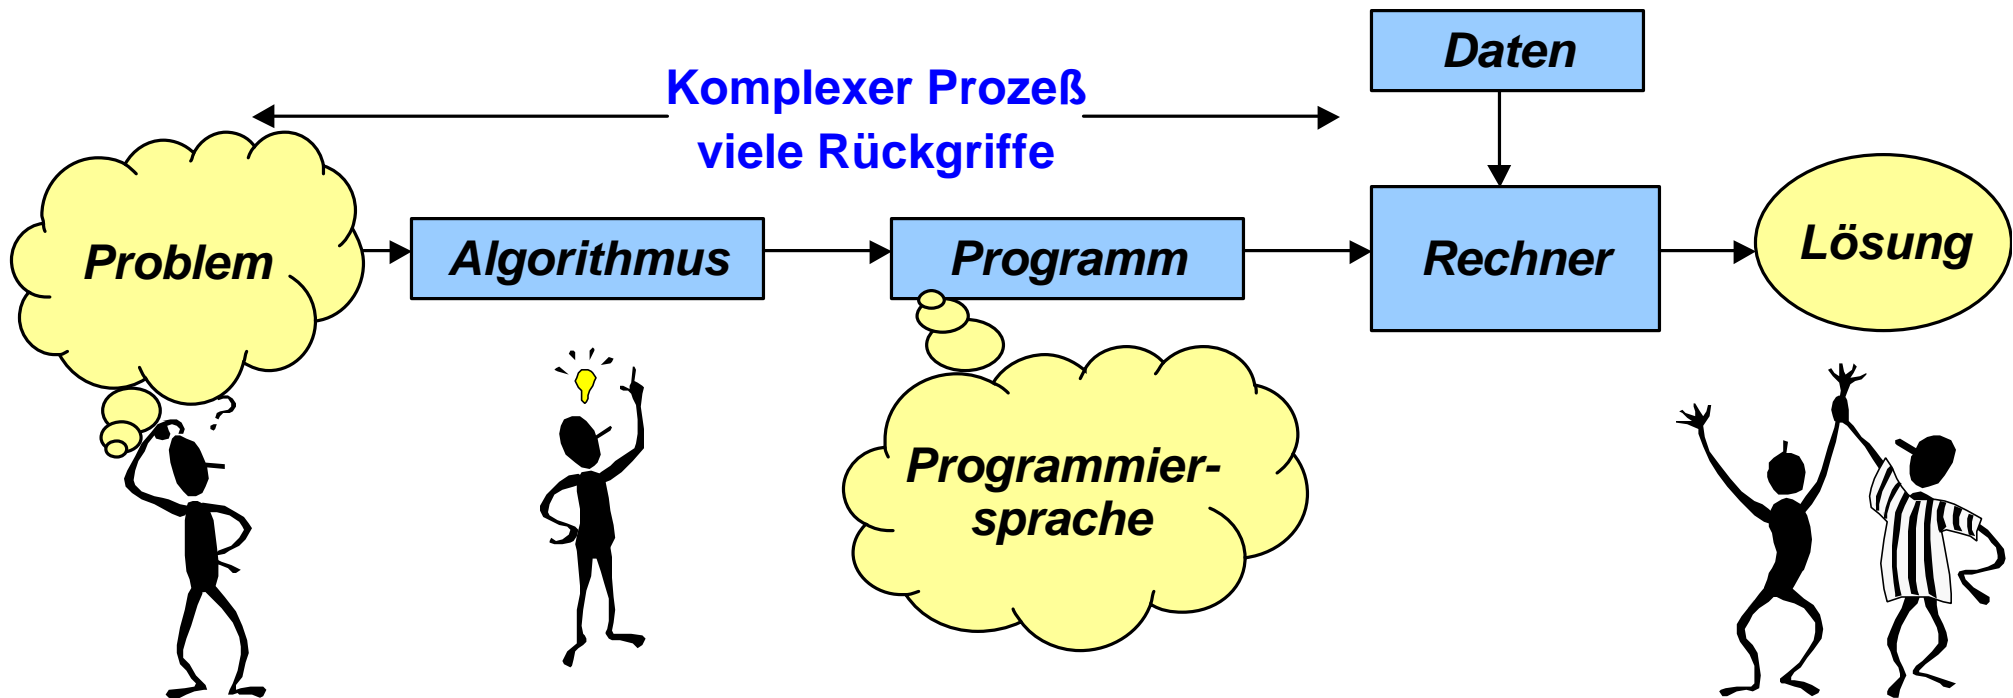 Daten
Komplexer Prozeß
viele Rückgriffe
Problem
Algorithmus
Programm
Rechner
Lösung
Programmier-
sprache